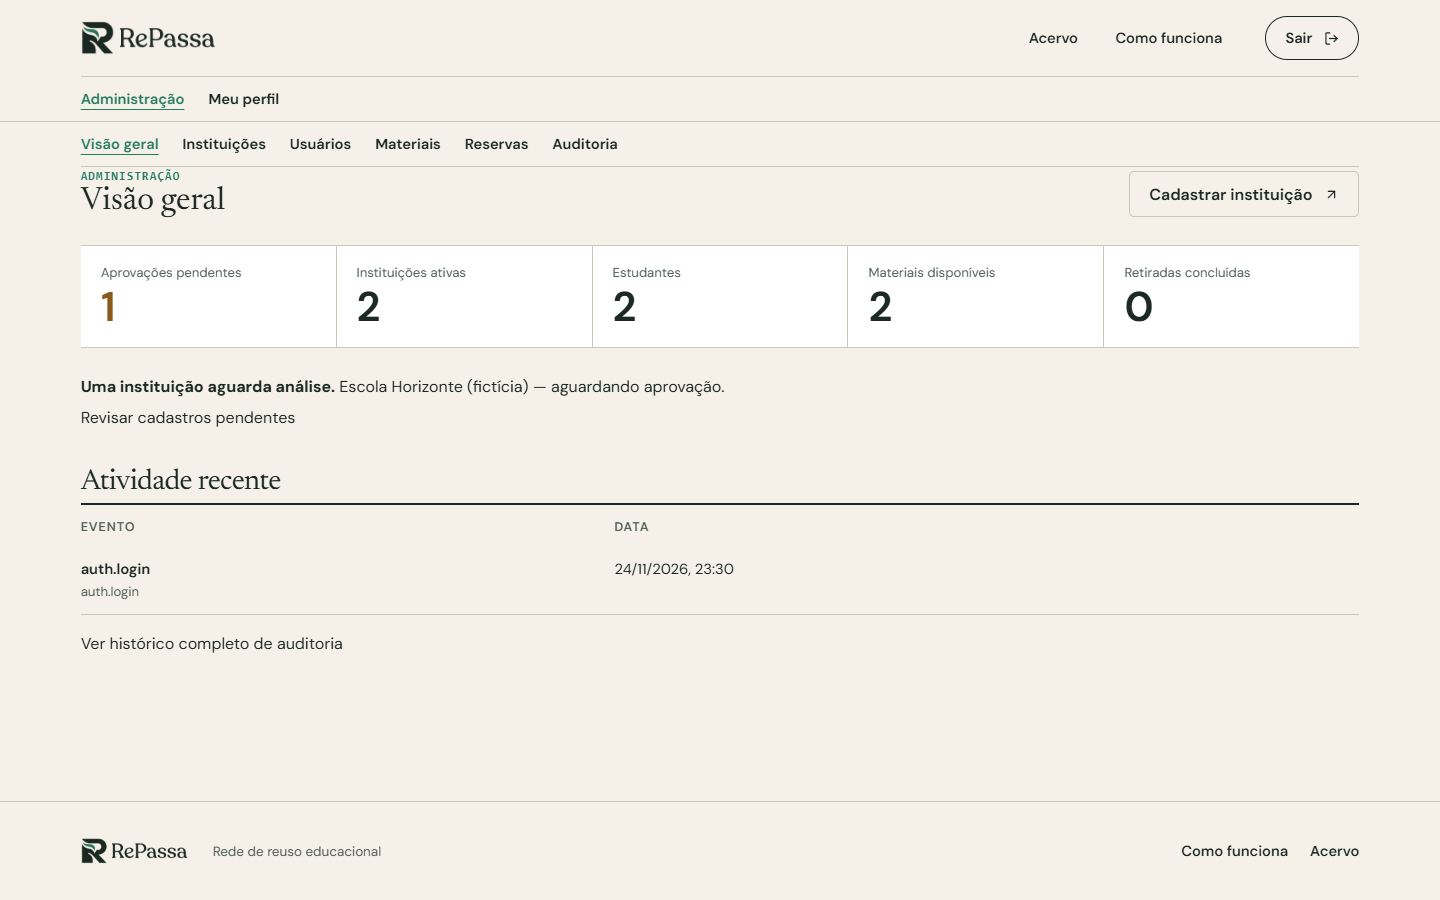 RePassa
Acervo
Como funciona
Sair
Administração
Meu perfil
Visão geral
Instituições
Usuários
Materiais
Reservas
Auditoria
ADMINISTRAÇÃO
Visão geral
Cadastrar instituição
Aprovações pendentes
1
Instituições ativas
2
Estudantes
2
Materiais disponíveis
2
Retiradas concluídas
0
Uma instituição aguarda análise. Escola Horizonte (fictícia) — aguardando aprovação.
Revisar cadastros pendentes
Atividade recente
EVENTO
DATA
auth.login
24/11/2026, 23:30
auth.login
Ver histórico completo de auditoria
RePassa
Rede de reuso educacional
Como funciona
Acervo